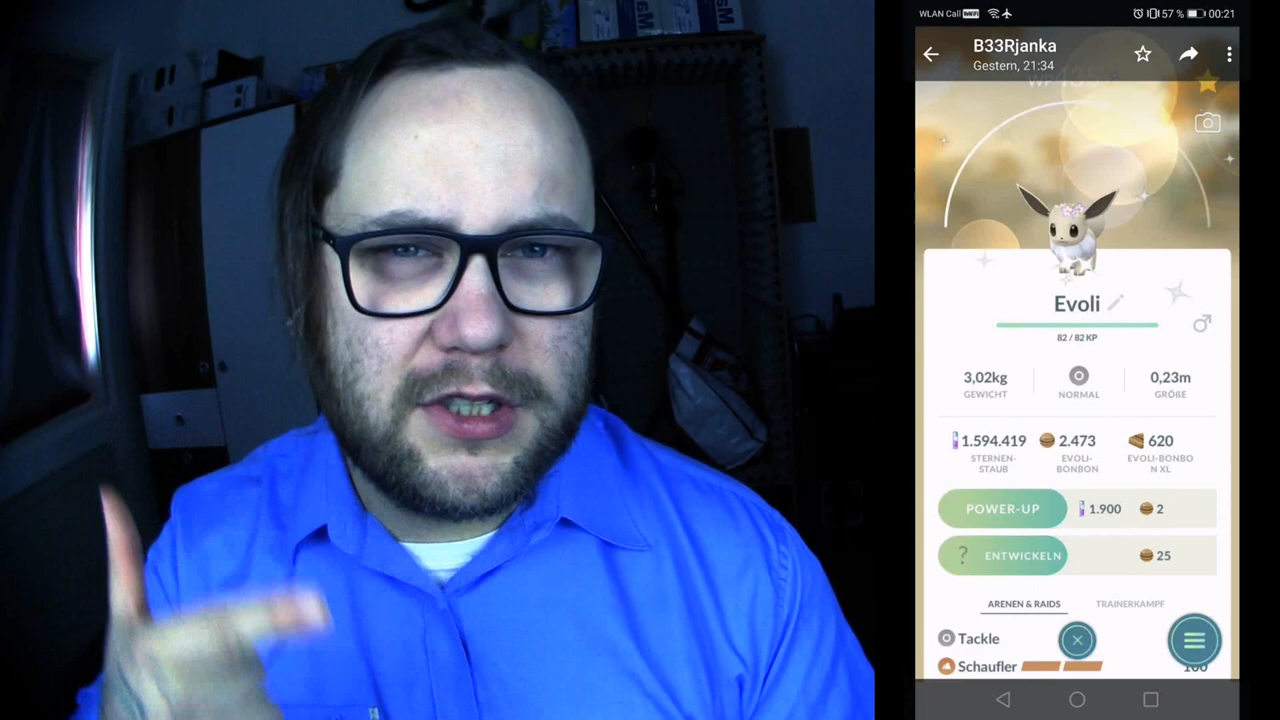 WLAN Call VoWiFi
57 % 00:21
B33Rjanka
Gestern, 21:34
Evoli
82 / 82 KP
3,02kg
GEWICHT
NORMAL
0,23m
GRÖßE
1.594.419
STERNEN-
STAUB
2.473
EVOLI-
BONBON
620
EVOLI-BONBO
N XL
POWER-UP
1.900
2
? ENTWICKELN
25
ARENEN & RAIDS
TRAINERKAMPF
Tackle
Schaufler
100